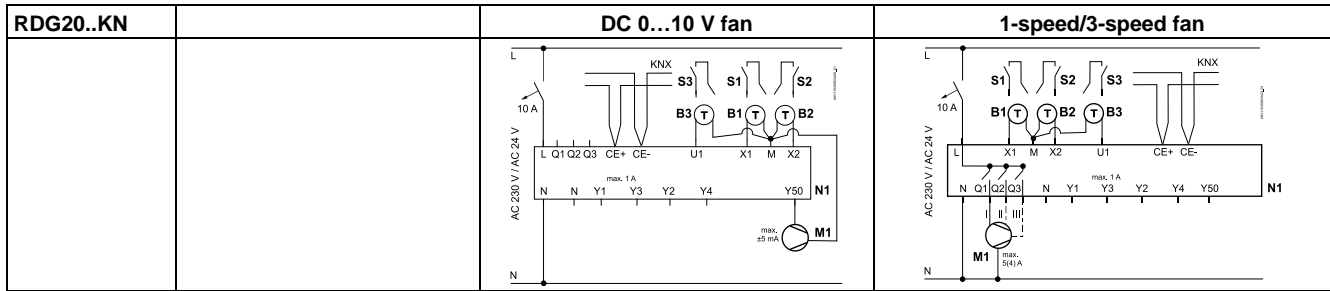 RDG20..KN DC 0…10 V fan 1-speed/3-speed fan
L
KNX
S3 S1 S2
10 A
B3 T B1 T T B2
AC 230 V / AC 24 V
L Q1 Q2 Q3 CE+ CE- U1 X1 M X2
max. 1 A
N N Y1 Y3 Y2 Y4 Y50 N1
max.
±5 mA
M1
N
L
KNX
S1 S2 S3
10 A
B1 T T B2 T B3
AC 230 V / AC 24 V
L X1 M X2 U1 CE+ CE-
max. 1 A
N Q1 Q2 Q3 N Y1 Y3 Y2 Y4 Y50 N1
I II III
M1 max.
5(4) A
N